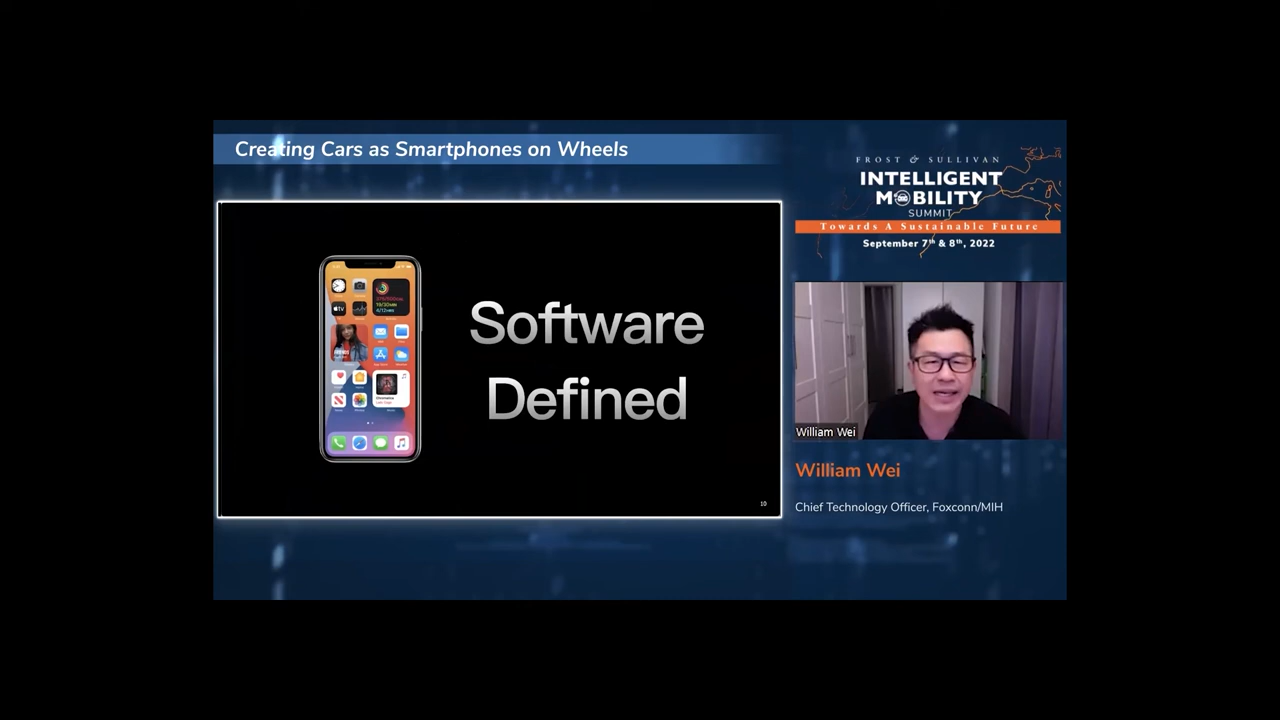 Creating Cars as Smartphones on Wheels
Software
Defined
10
FROST & SULLIVAN
INTELLIGENT
MOBILITY
SUMMIT
Towards A Sustainable Future
September 7th & 8th, 2022
William Wei
William Wei
Chief Technology Officer, Foxconn/MIH